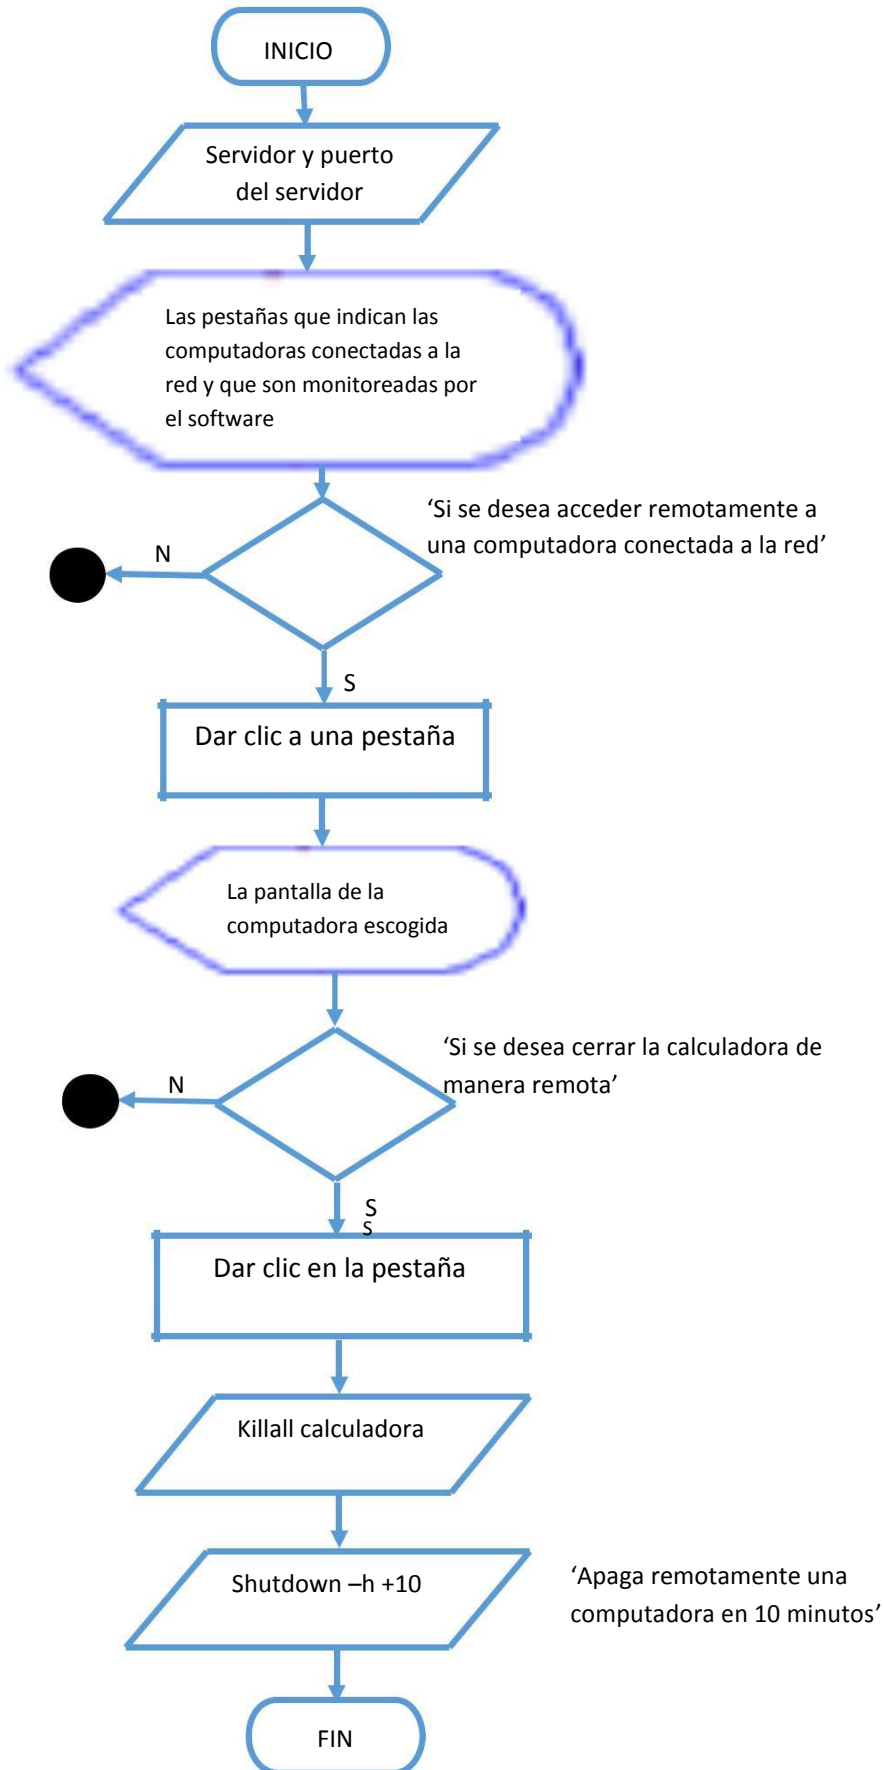 INICIO
Servidor y puerto
del servidor
Las pestañas que indican las
computadoras conectadas a la
red y que son monitoreadas por
el software
‘Si se desea acceder remotamente a
una computadora conectada a la red’
N
S
Dar clic a una pestaña
La pantalla de la
computadora escogida
‘Si se desea cerrar la calculadora de
manera remota’
N
S
S
Dar clic en la pestaña
Killall calculadora
Shutdown –h +10
‘Apaga remotamente una
computadora en 10 minutos’
FIN